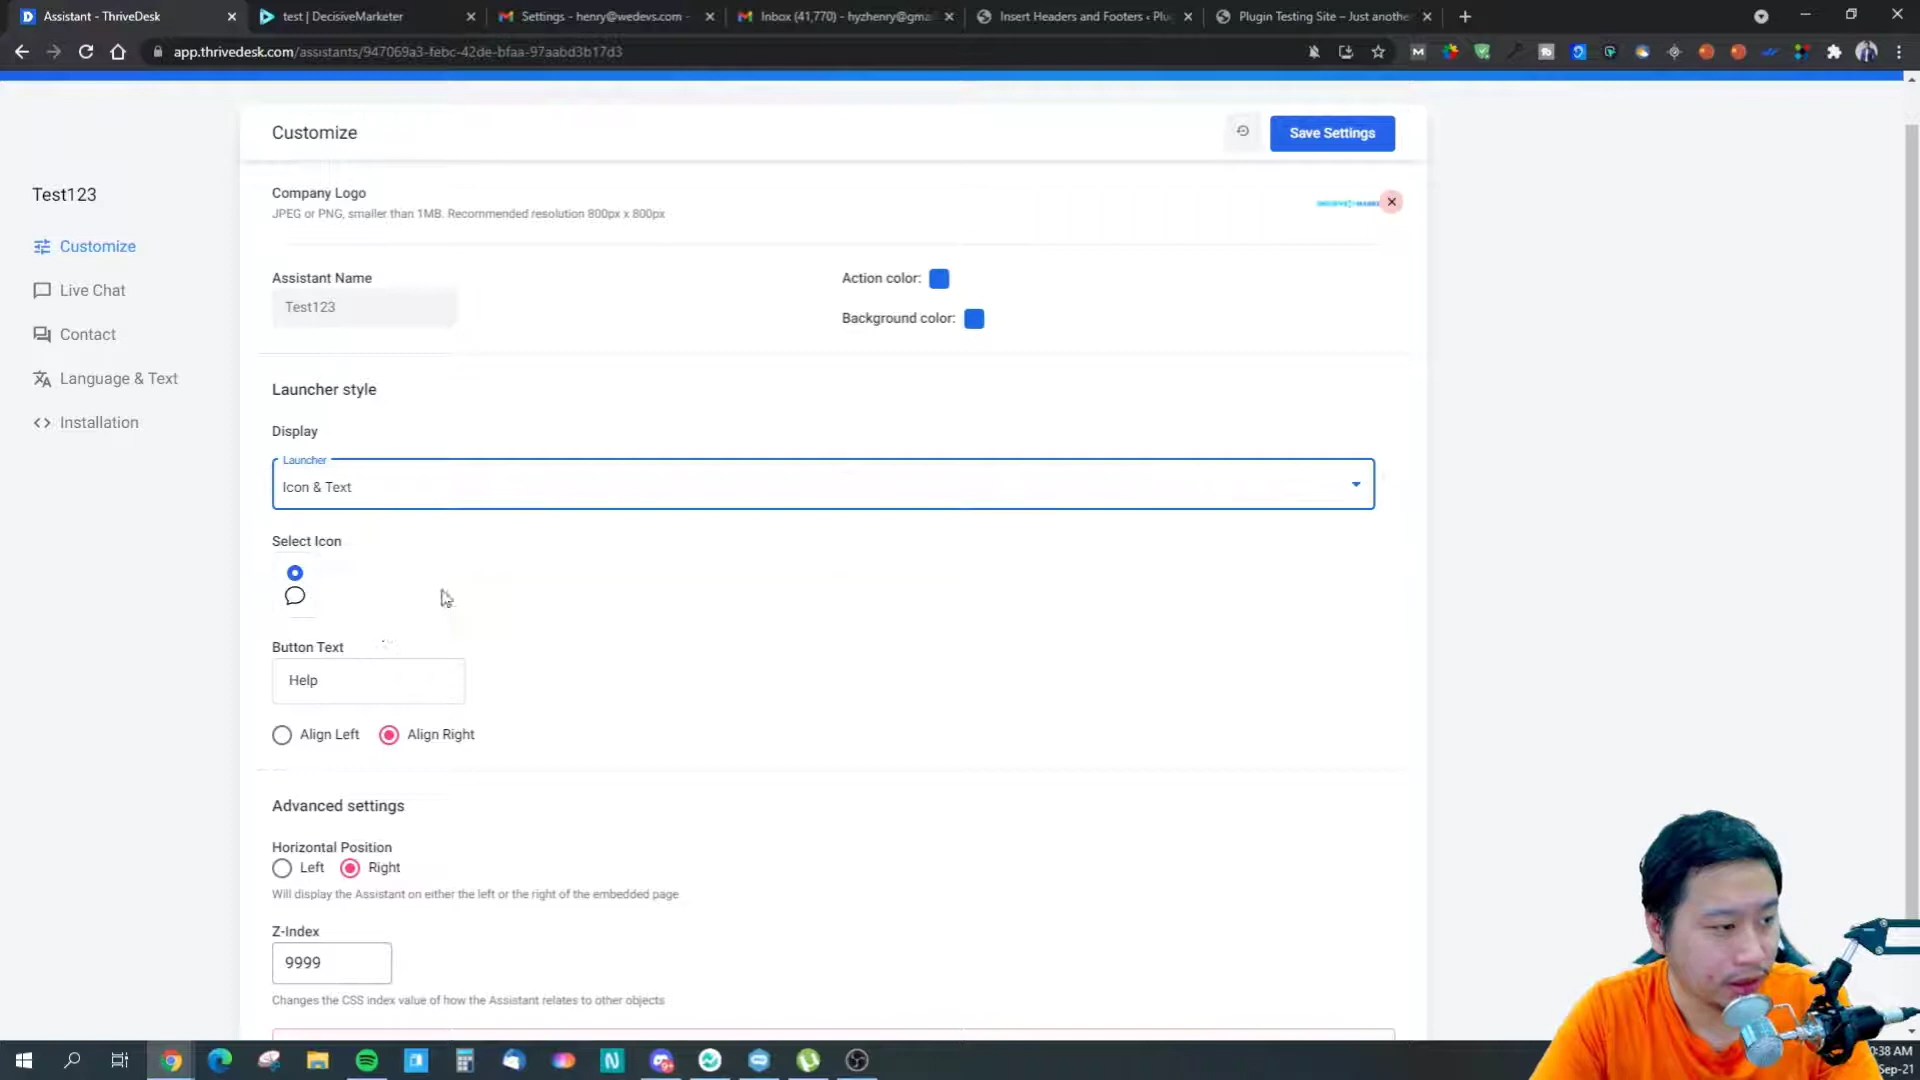 Assistant - ThriveDesk
test | DecisiveMarketer
Settings - henry@wedevs.com -
Inbox (41,770) - hyzhenry@gma
Insert Headers and Footers ‹ Plu
Plugin Testing Site – Just anothe
app.thrivedesk.com/assistants/947069a3-febc-42de-bfaa-97aabd3b17d3
Customize
Save Settings
Test123
Customize
Live Chat
Contact
Language & Text
Installation
Company Logo
JPEG or PNG, smaller than 1MB. Recommended resolution 800px x 800px
Assistant Name
Test123
Action color:
Background color:
Launcher style
Display
Launcher
Icon & Text
Select Icon
Button Text
Help
Align Left
Align Right
Advanced settings
Horizontal Position
Left
Right
Will display the Assistant on either the left or the right of the embedded page
Z-Index
9999
Changes the CSS index value of how the Assistant relates to other objects
:38 AM
Sep-21